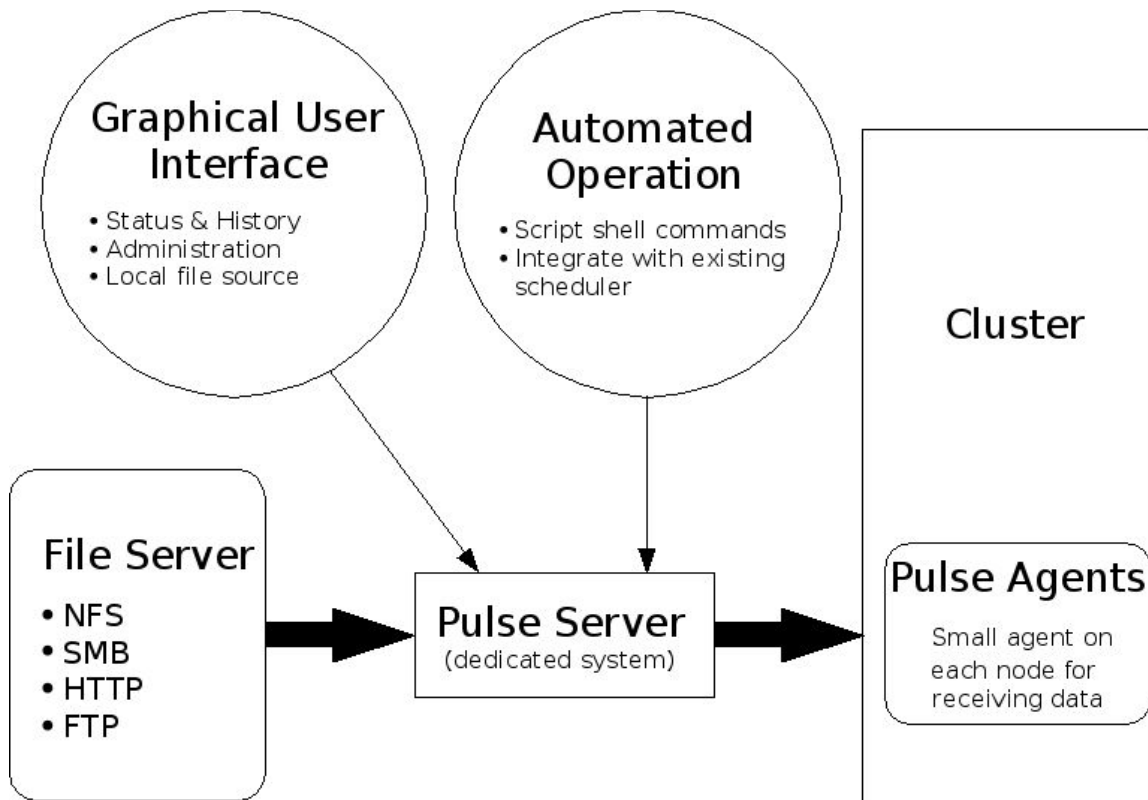 Graphical User
Interface
• Status & History
• Administration
• Local file source
Automated
Operation
• Script shell commands
• Integrate with existing
scheduler
Cluster
File Server
• NFS
• SMB
• HTTP
• FTP
Pulse Server
(dedicated system)
Pulse Agents
Small agent on
each node for
receiving data